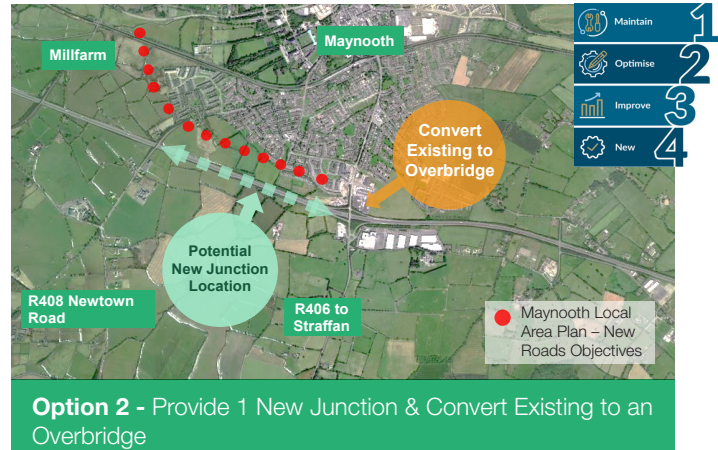 Millfarm
Maynooth
Maintain
1
Optimise
2
Improve
3
New
4
Convert
Existing to
Overbridge
Potential
New Junction
Location
R408 Newtown
Road
R406 to
Straffan
Maynooth Local
Area Plan – New
Roads Objectives
Option 2 - Provide 1 New Junction & Convert Existing to an
Overbridge